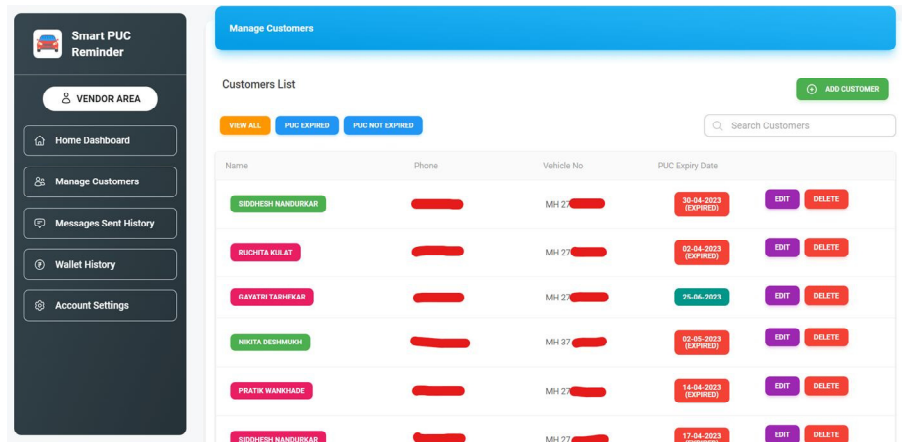 Smart PUC
Reminder
VENDOR AREA
Home Dashboard
Manage Customers
Messages Sent History
Wallet History
Account Settings
Manage Customers
Customers List
ADD CUSTOMER
VIEW ALL PUC EXPIRED PUC NOT EXPIRED
Search Customers
Name Phone Vehicle No PUC Expiry Date
SIDDHESH NANDURKAR MH 27 30-04-2023 (EXPIRED) EDIT DELETE
RUCHITA KULAT MH 27 02-04-2023 (EXPIRED) EDIT DELETE
GAYATRI TARHEKAR MH 27 25-06-2023 EDIT DELETE
NIKITA DESHMUKH MH 37 02-05-2023 (EXPIRED) EDIT DELETE
PRATIK WANKHADE MH 27 14-04-2023 (EXPIRED) EDIT DELETE
SIDDHESH NANDURKAR MH 27 17-04-2023 (EXPIRED) EDIT DELETE